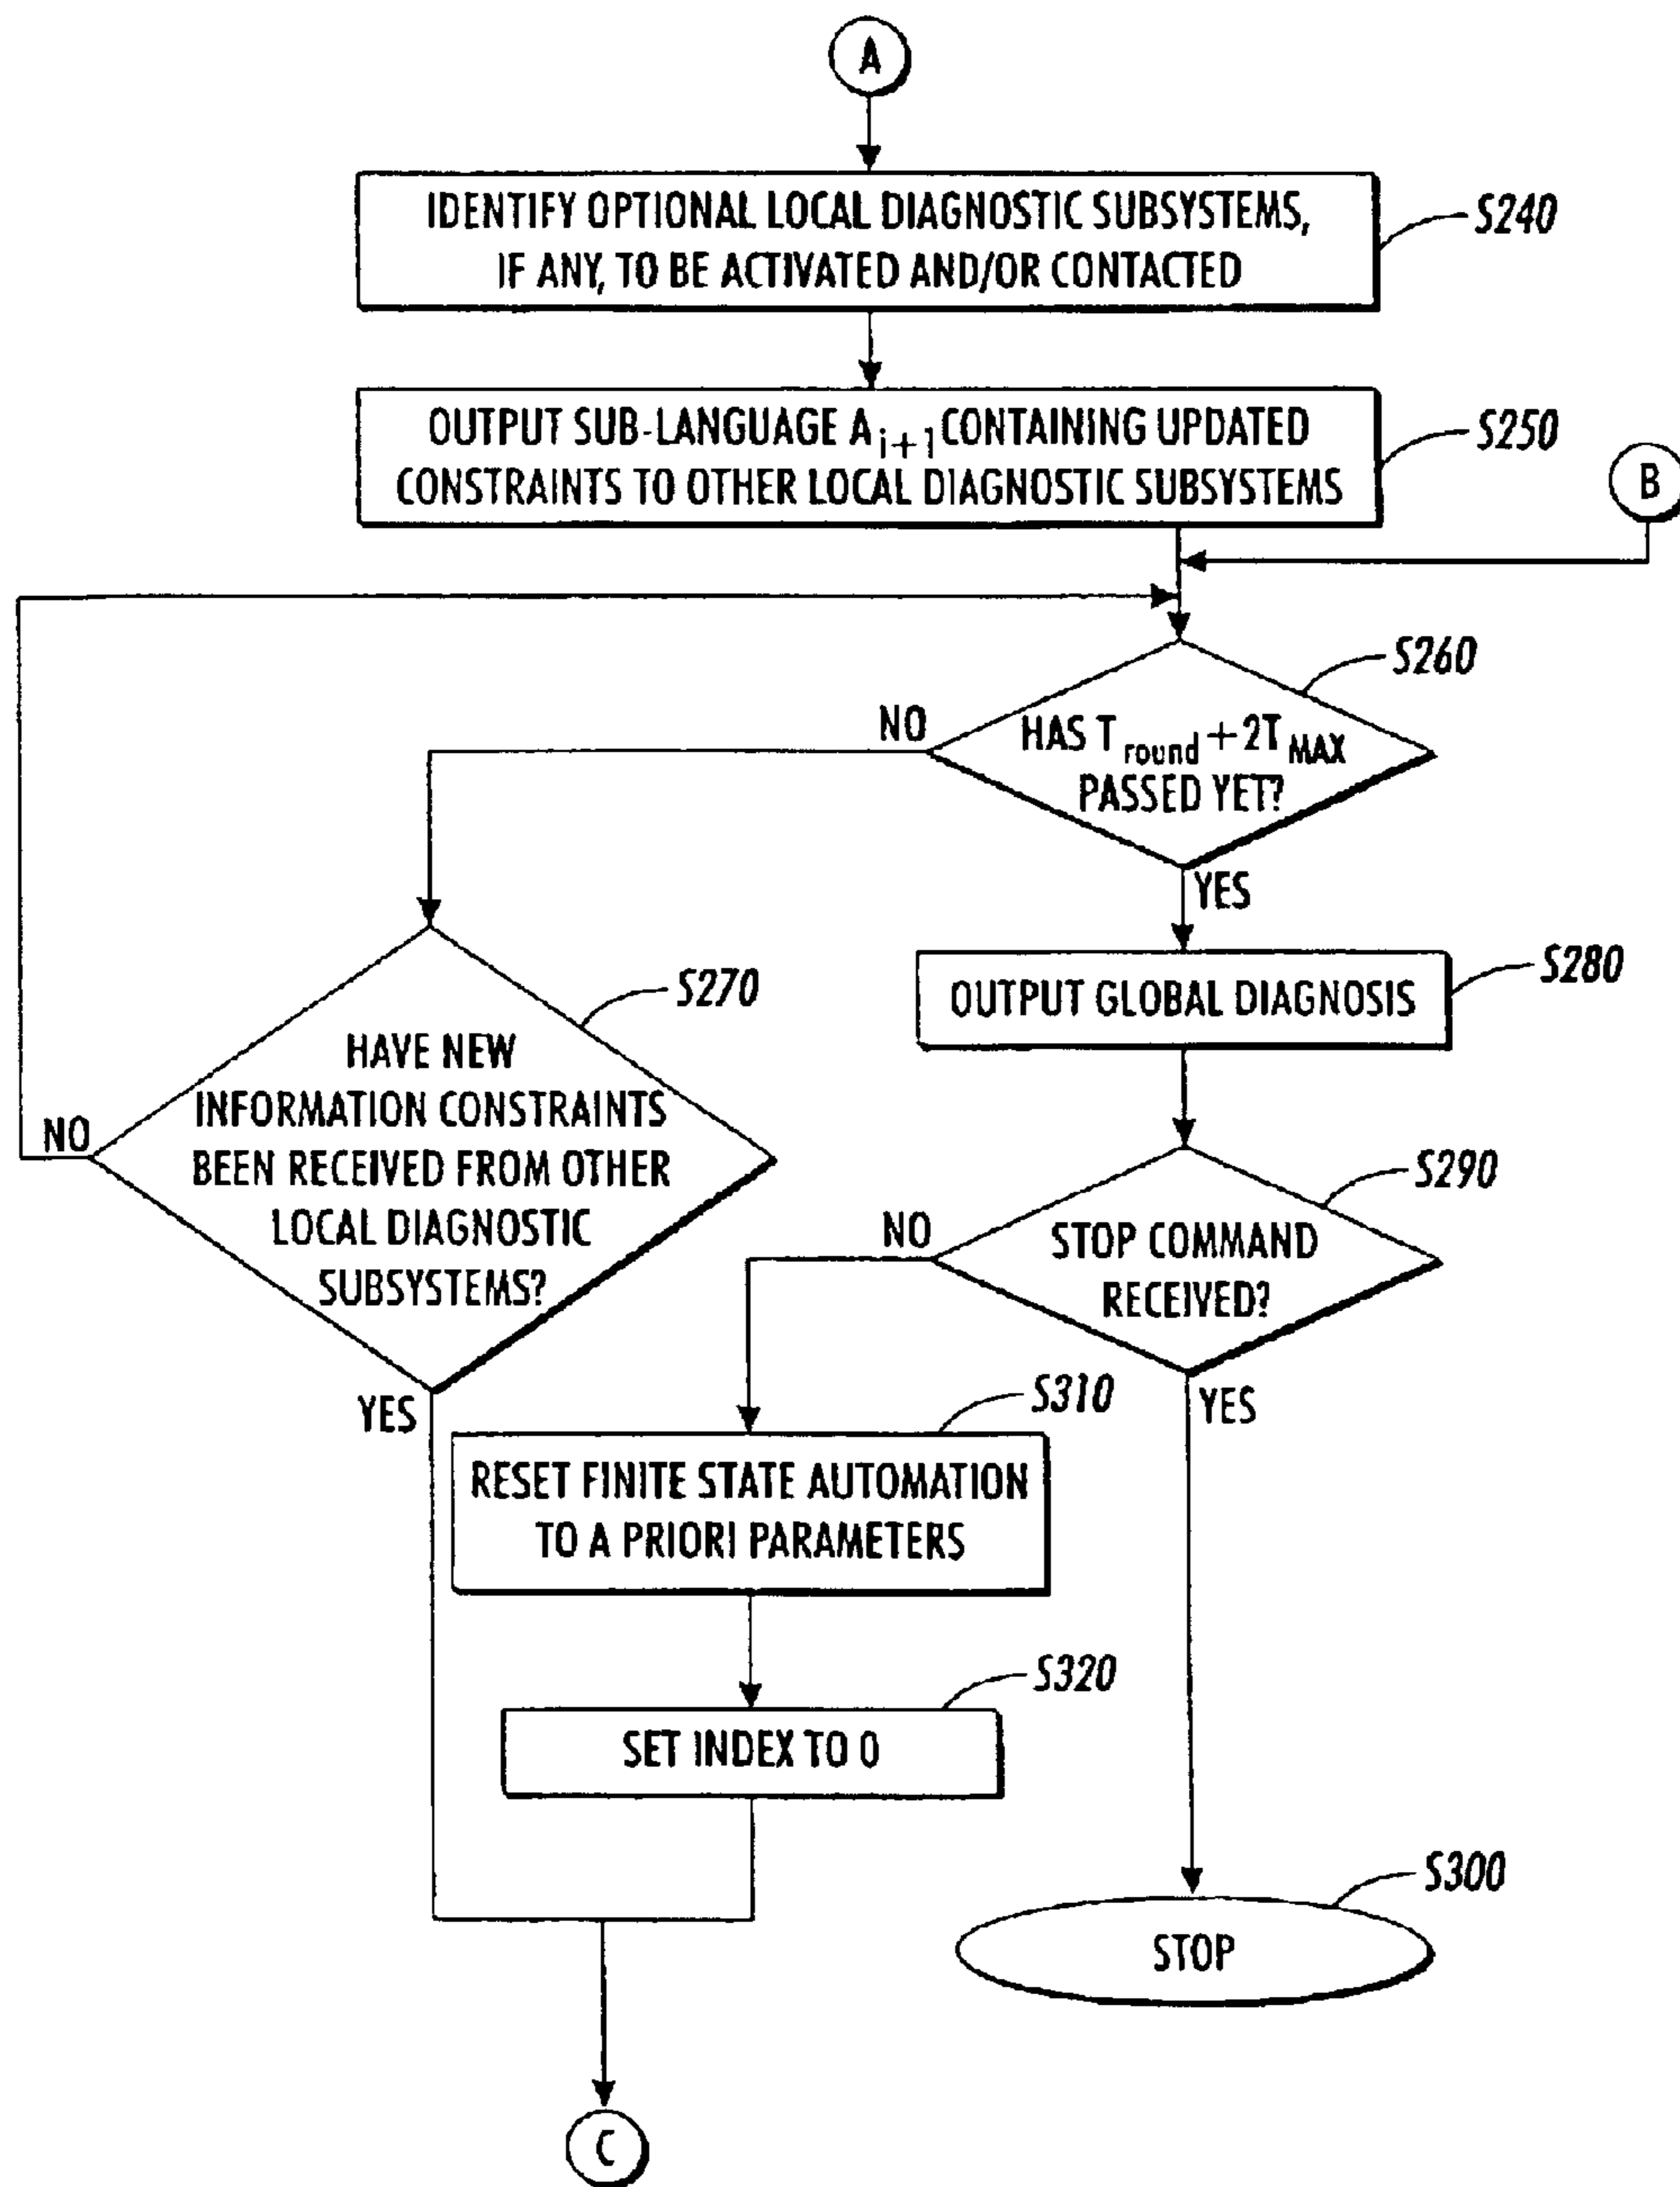 A
IDENTIFY OPTIONAL LOCAL DIAGNOSTIC SUBSYSTEMS,
IF ANY, TO BE ACTIVATED AND/OR CONTACTED
S240
OUTPUT SUB-LANGUAGE A i+1 CONTAINING UPDATED
CONSTRAINTS TO OTHER LOCAL DIAGNOSTIC SUBSYSTEMS
S250
B
S260
HAS T round +2T MAX
PASSED YET?
NO
YES
S270
HAVE NEW
INFORMATION CONSTRAINTS
BEEN RECEIVED FROM OTHER
LOCAL DIAGNOSTIC
SUBSYSTEMS?
NO
YES
OUTPUT GLOBAL DIAGNOSIS
S280
S290
STOP COMMAND
RECEIVED?
NO
YES
S310
RESET FINITE STATE AUTOMATION
TO A PRIORI PARAMETERS
S320
SET INDEX TO 0
S300
STOP
C